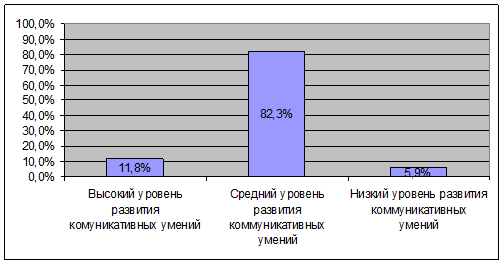 100,0%
90,0%
80,0%
70,0%
60,0%
50,0%
40,0%
30,0%
20,0%
10,0%
0,0%
11,8%
82,3%
5,9%
Высокий уровень
развития
комуникативных умений
Средний уровень
развития
коммуникативных
умений
Низкий уровень развития
коммуникативных
умений